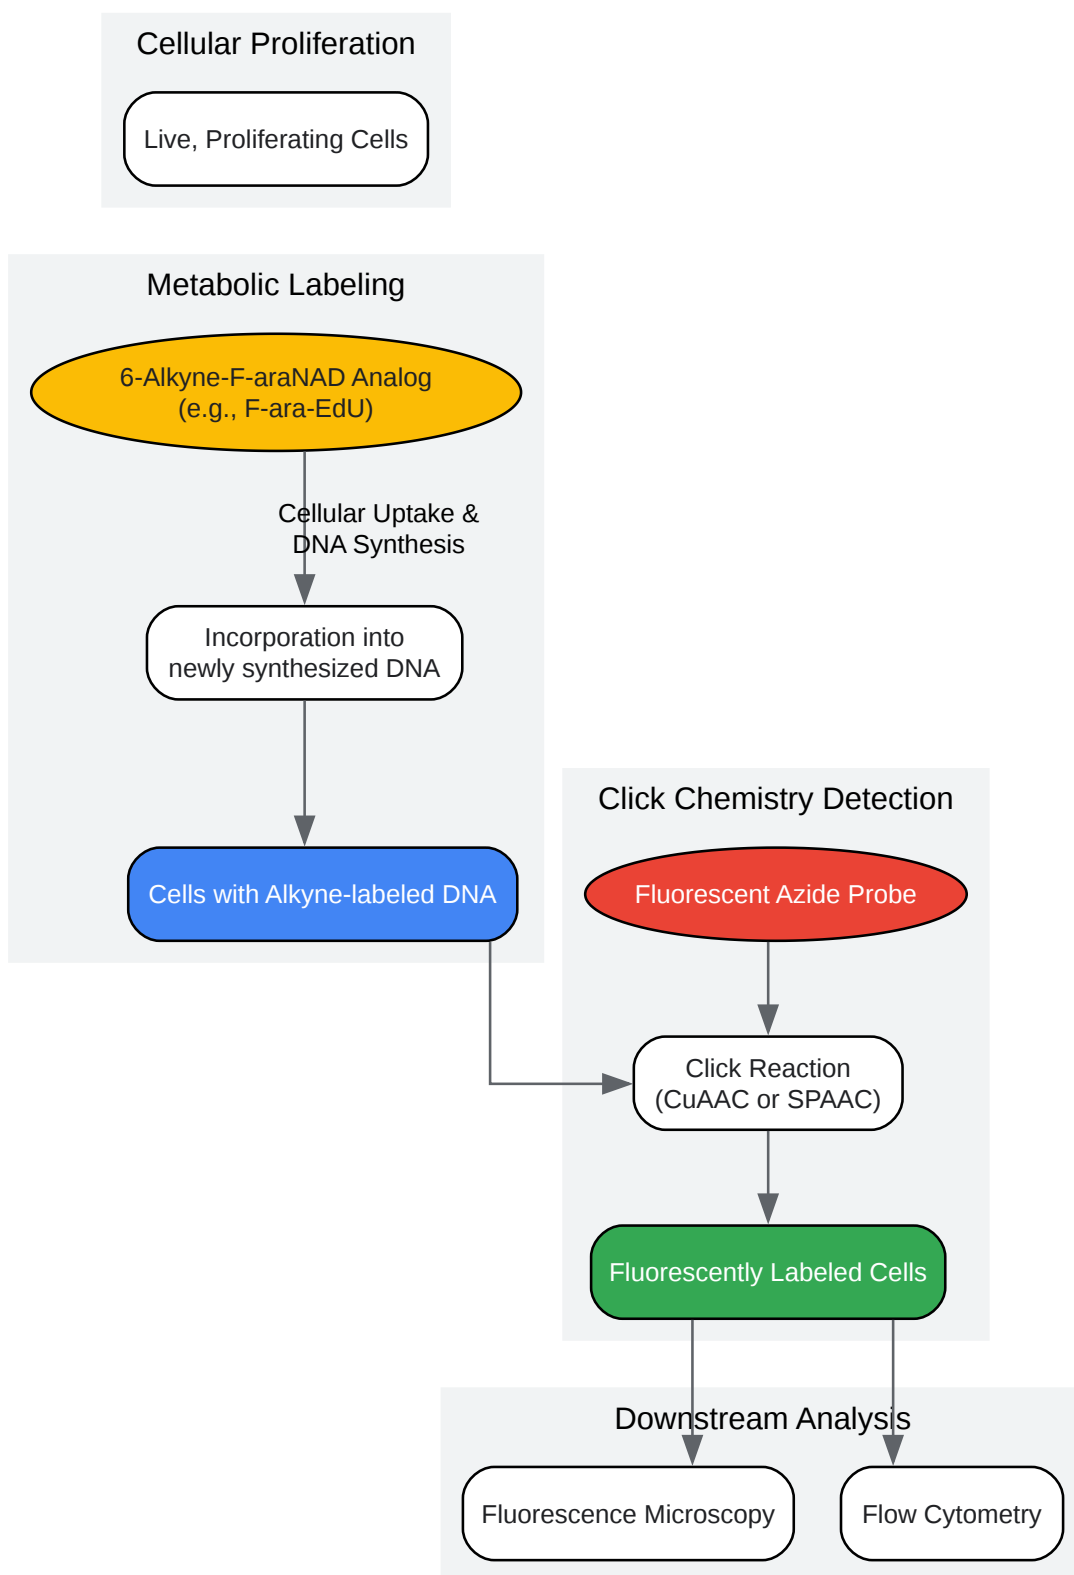 Cellular Proliferation
Live, Proliferating Cells
Metabolic Labeling
6-Alkyne-F-araNAD Analog
(e.g., F-ara-EdU)
Cellular Uptake &
DNA Synthesis
Incorporation into
newly synthesized DNA
Cells with Alkyne-labeled DNA
Click Chemistry Detection
Fluorescent Azide Probe
Click Reaction
(CuAAC or SPAAC)
Fluorescently Labeled Cells
Downstream Analysis
Fluorescence Microscopy
Flow Cytometry